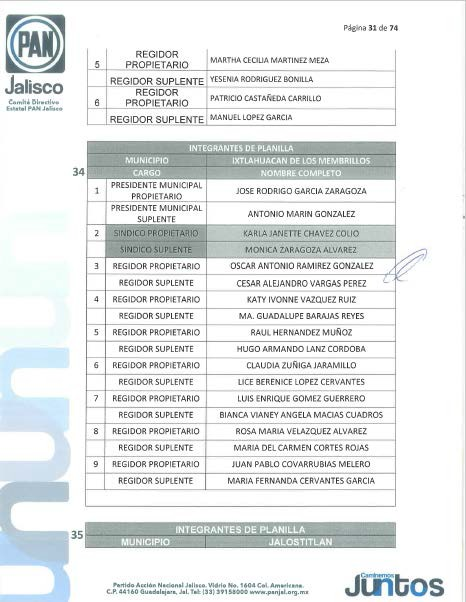 Página 31 de 74
PAN
Jalisco
Comité Directivo
Estatal PAN Jalisco
5 REGIDOR PROPIETARIO MARTHA CECILIA MARTINEZ MEZA
REGIDOR SUPLENTE YESENIA RODRIGUEZ BONILLA
6 REGIDOR PROPIETARIO PATRICIO CASTAÑEDA CARRILLO
REGIDOR SUPLENTE MANUEL LOPEZ GARCIA
34
INTEGRANTES DE PLANILLA
MUNICIPIO IXTLAHUACAN DE LOS MEMBRILLOS
CARGO NOMBRE COMPLETO
1 PRESIDENTE MUNICIPAL PROPIETARIO JOSE RODRIGO GARCIA ZARAGOZA
PRESIDENTE MUNICIPAL SUPLENTE ANTONIO MARIN GONZALEZ
2 SINDICO PROPIETARIO KARLA JANETTE CHAVEZ COLIO
SINDICO SUPLENTE MONICA ZARAGOZA ALVAREZ
3 REGIDOR PROPIETARIO OSCAR ANTONIO RAMIREZ GONZALEZ
REGIDOR SUPLENTE CESAR ALEJANDRO VARGAS PEREZ
4 REGIDOR PROPIETARIO KATY IVONNE VAZQUEZ RUIZ
REGIDOR SUPLENTE MA. GUADALUPE BARAJAS REYES
5 REGIDOR PROPIETARIO RAUL HERNANDEZ MUÑOZ
REGIDOR SUPLENTE HUGO ARMANDO LANZ CORDOBA
6 REGIDOR PROPIETARIO CLAUDIA ZUÑIGA JARAMILLO
REGIDOR SUPLENTE LICE BERENICE LOPEZ CERVANTES
7 REGIDOR PROPIETARIO LUIS ENRIQUE GOMEZ GUERRERO
REGIDOR SUPLENTE BIANCA VIANEY ANGELA MACIAS CUADROS
8 REGIDOR PROPIETARIO ROSA MARIA VELAZQUEZ ALVAREZ
REGIDOR SUPLENTE MARIA DEL CARMEN CORTES ROJAS
9 REGIDOR PROPIETARIO JUAN PABLO COVARRUBIAS MELERO
REGIDOR SUPLENTE MARIA FERNANDA CERVANTES GARCIA
35
INTEGRANTES DE PLANILLA
MUNICIPIO JALOSTITLAN
Partido Acción Nacional Jalisco. Vidrio No. 1604 Col. Americana.
C.P. 44160 Guadalajara, Jal. Tel: (33) 39158000 www.panjal.org.mx
Caminemos
Juntos